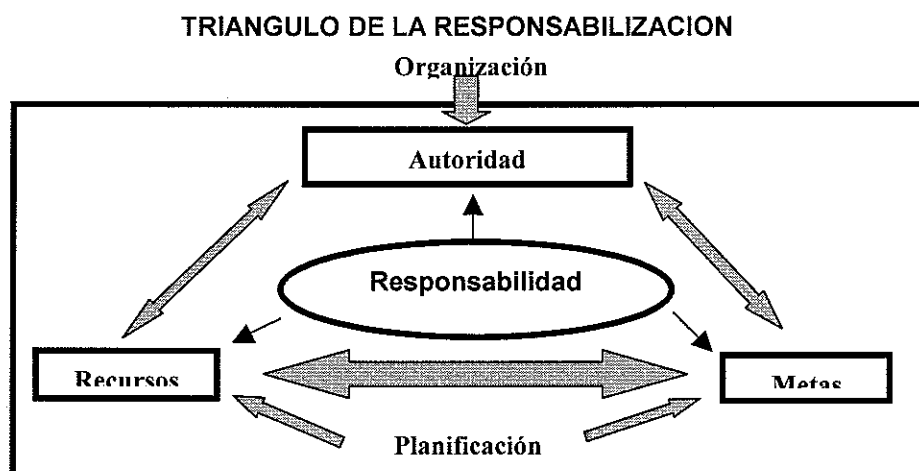 TRIANGULO DE LA RESPONSABILIZACION
Organización
Autoridad
Responsabilidad
Recursos
Metas
Planificación